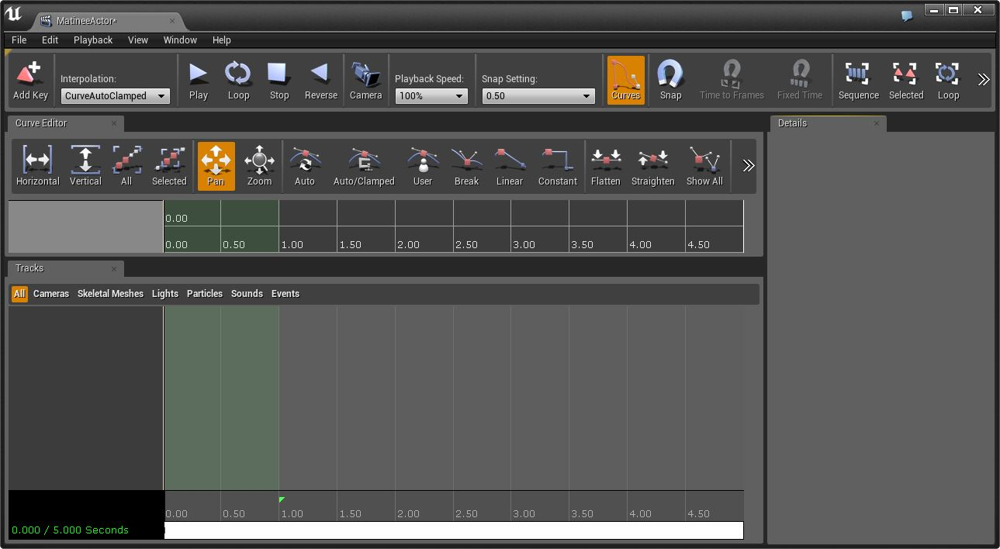 MatineeActor*
File Edit Playback View Window Help
Interpolation: Playback Speed: Snap Setting:
Add Key CurveAutoClamped Play Loop Stop Reverse Camera 100% 0.50 Curves Snap Time to Frames Fixed Time Sequence Selected Loop
Curve Editor
Details
Horizontal Vertical All Selected Pan Zoom Auto Auto/Clamped User Break Linear Constant Flatten Straighten Show All
0.00
0.00 0.50 1.00 1.50 2.00 2.50 3.00 3.50 4.00 4.50
Tracks
All Cameras Skeletal Meshes Lights Particles Sounds Events
0.00 0.50 1.00 1.50 2.00 2.50 3.00 3.50 4.00 4.50
0.000 / 5.000 Seconds